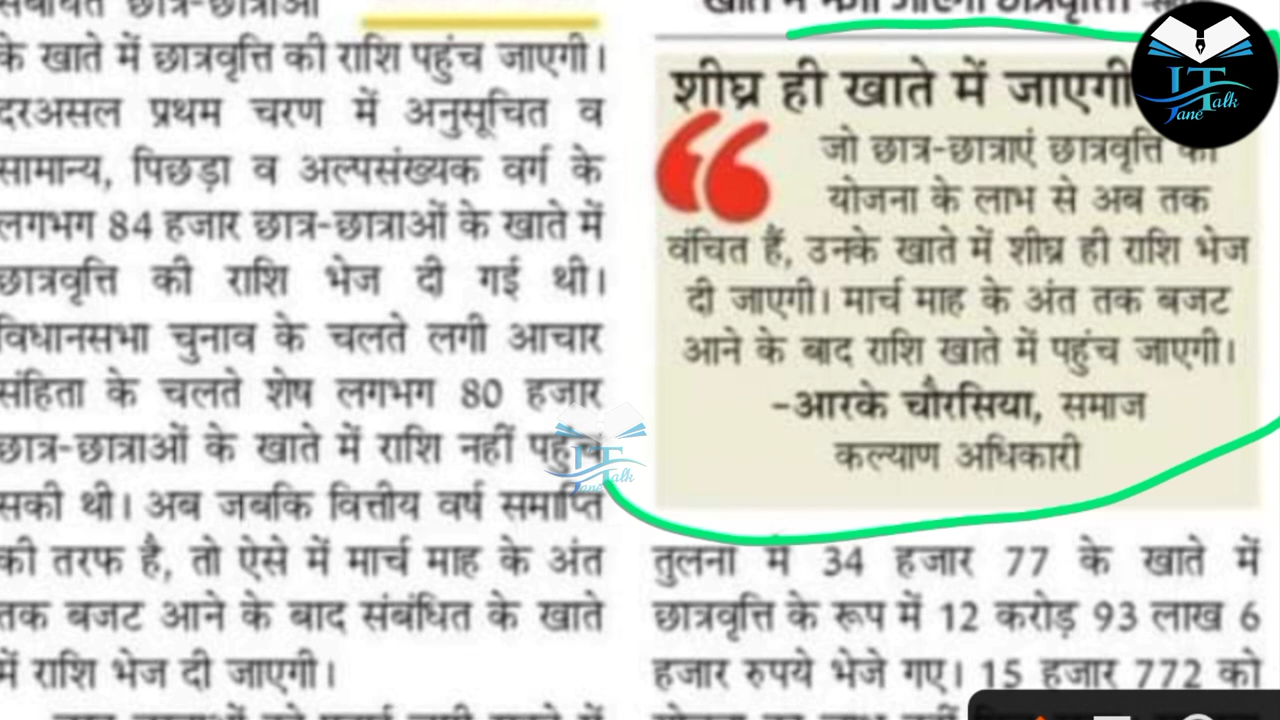 संबंधित छात्र-छात्राओं
के खाते में छात्रवृत्ति की राशि पहुंच जाएगी।
दरअसल प्रथम चरण में अनुसूचित व
सामान्य, पिछड़ा व अल्पसंख्यक वर्ग के
लगभग 84 हजार छात्र-छात्राओं के खाते में
छात्रवृत्ति की राशि भेज दी गई थी।
विधानसभा चुनाव के चलते लगी आचार
संहिता के चलते शेष लगभग 80 हजार
छात्र-छात्राओं के खाते में राशि नहीं पहुंच
सकी थी। अब जबकि वित्तीय वर्ष समाप्ति
की तरफ है, तो ऐसे में मार्च माह के अंत
तक बजट आने के बाद संबंधित के खाते
में राशि भेज दी जाएगी।
शीघ्र ही खाते में जाएगी
जो छात्र-छात्राएं छात्रवृत्ति की
योजना के लाभ से अब तक
वंचित हैं, उनके खाते में शीघ्र ही राशि भेज
दी जाएगी। मार्च माह के अंत तक बजट
आने के बाद राशि खाते में पहुंच जाएगी।
-आरके चौरसिया, समाज
कल्याण अधिकारी
तुलना में 34 हजार 77 के खाते में
छात्रवृत्ति के रूप में 12 करोड़ 93 लाख 6
हजार रुपये भेजे गए। 15 हजार 772 को
Jane Talk
Jane Talk